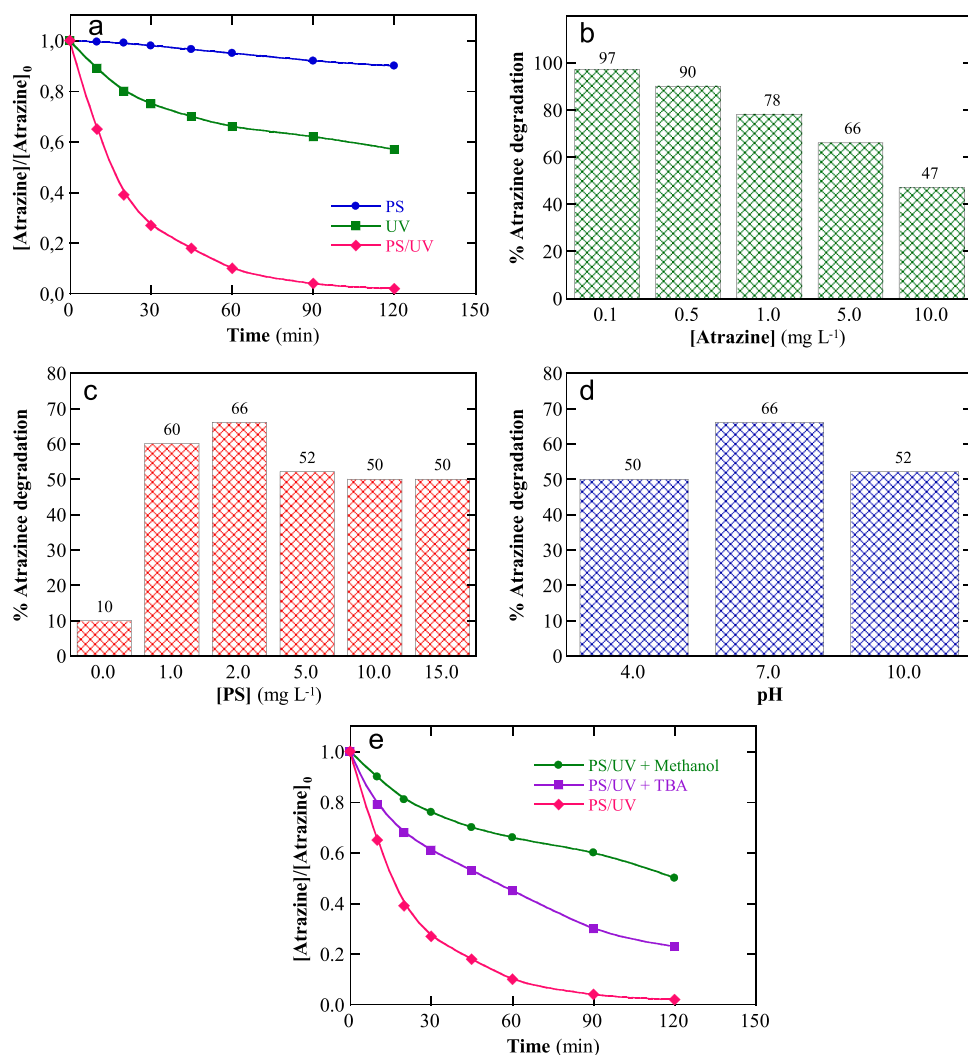 a
[Atrazine]/[Atrazine]₀
1,0
0,8
0,6
0,4
0,2
0,0
PS
UV
PS/UV
0 30 60 90 120 150
Time (min)
b
% Atrazinee degradation
100
80
60
40
20
0
97
90
78
66
47
0.1 0.5 1.0 5.0 10.0
[Atrazine] (mg L⁻¹)
c
% Atrazinee degradation
80
70
60
50
40
30
20
10
0
10
60
66
52
50
50
0.0 1.0 2.0 5.0 10.0 15.0
[PS] (mg L⁻¹)
d
% Atrazinee degradation
80
70
60
50
40
30
20
10
0
50
66
52
4.0 7.0 10.0
pH
e
[Atrazine]/[Atrazine]₀
1.0
0.8
0.6
0.4
0.2
0.0
PS/UV + Methanol
PS/UV + TBA
PS/UV
0 30 60 90 120 150
Time (min)